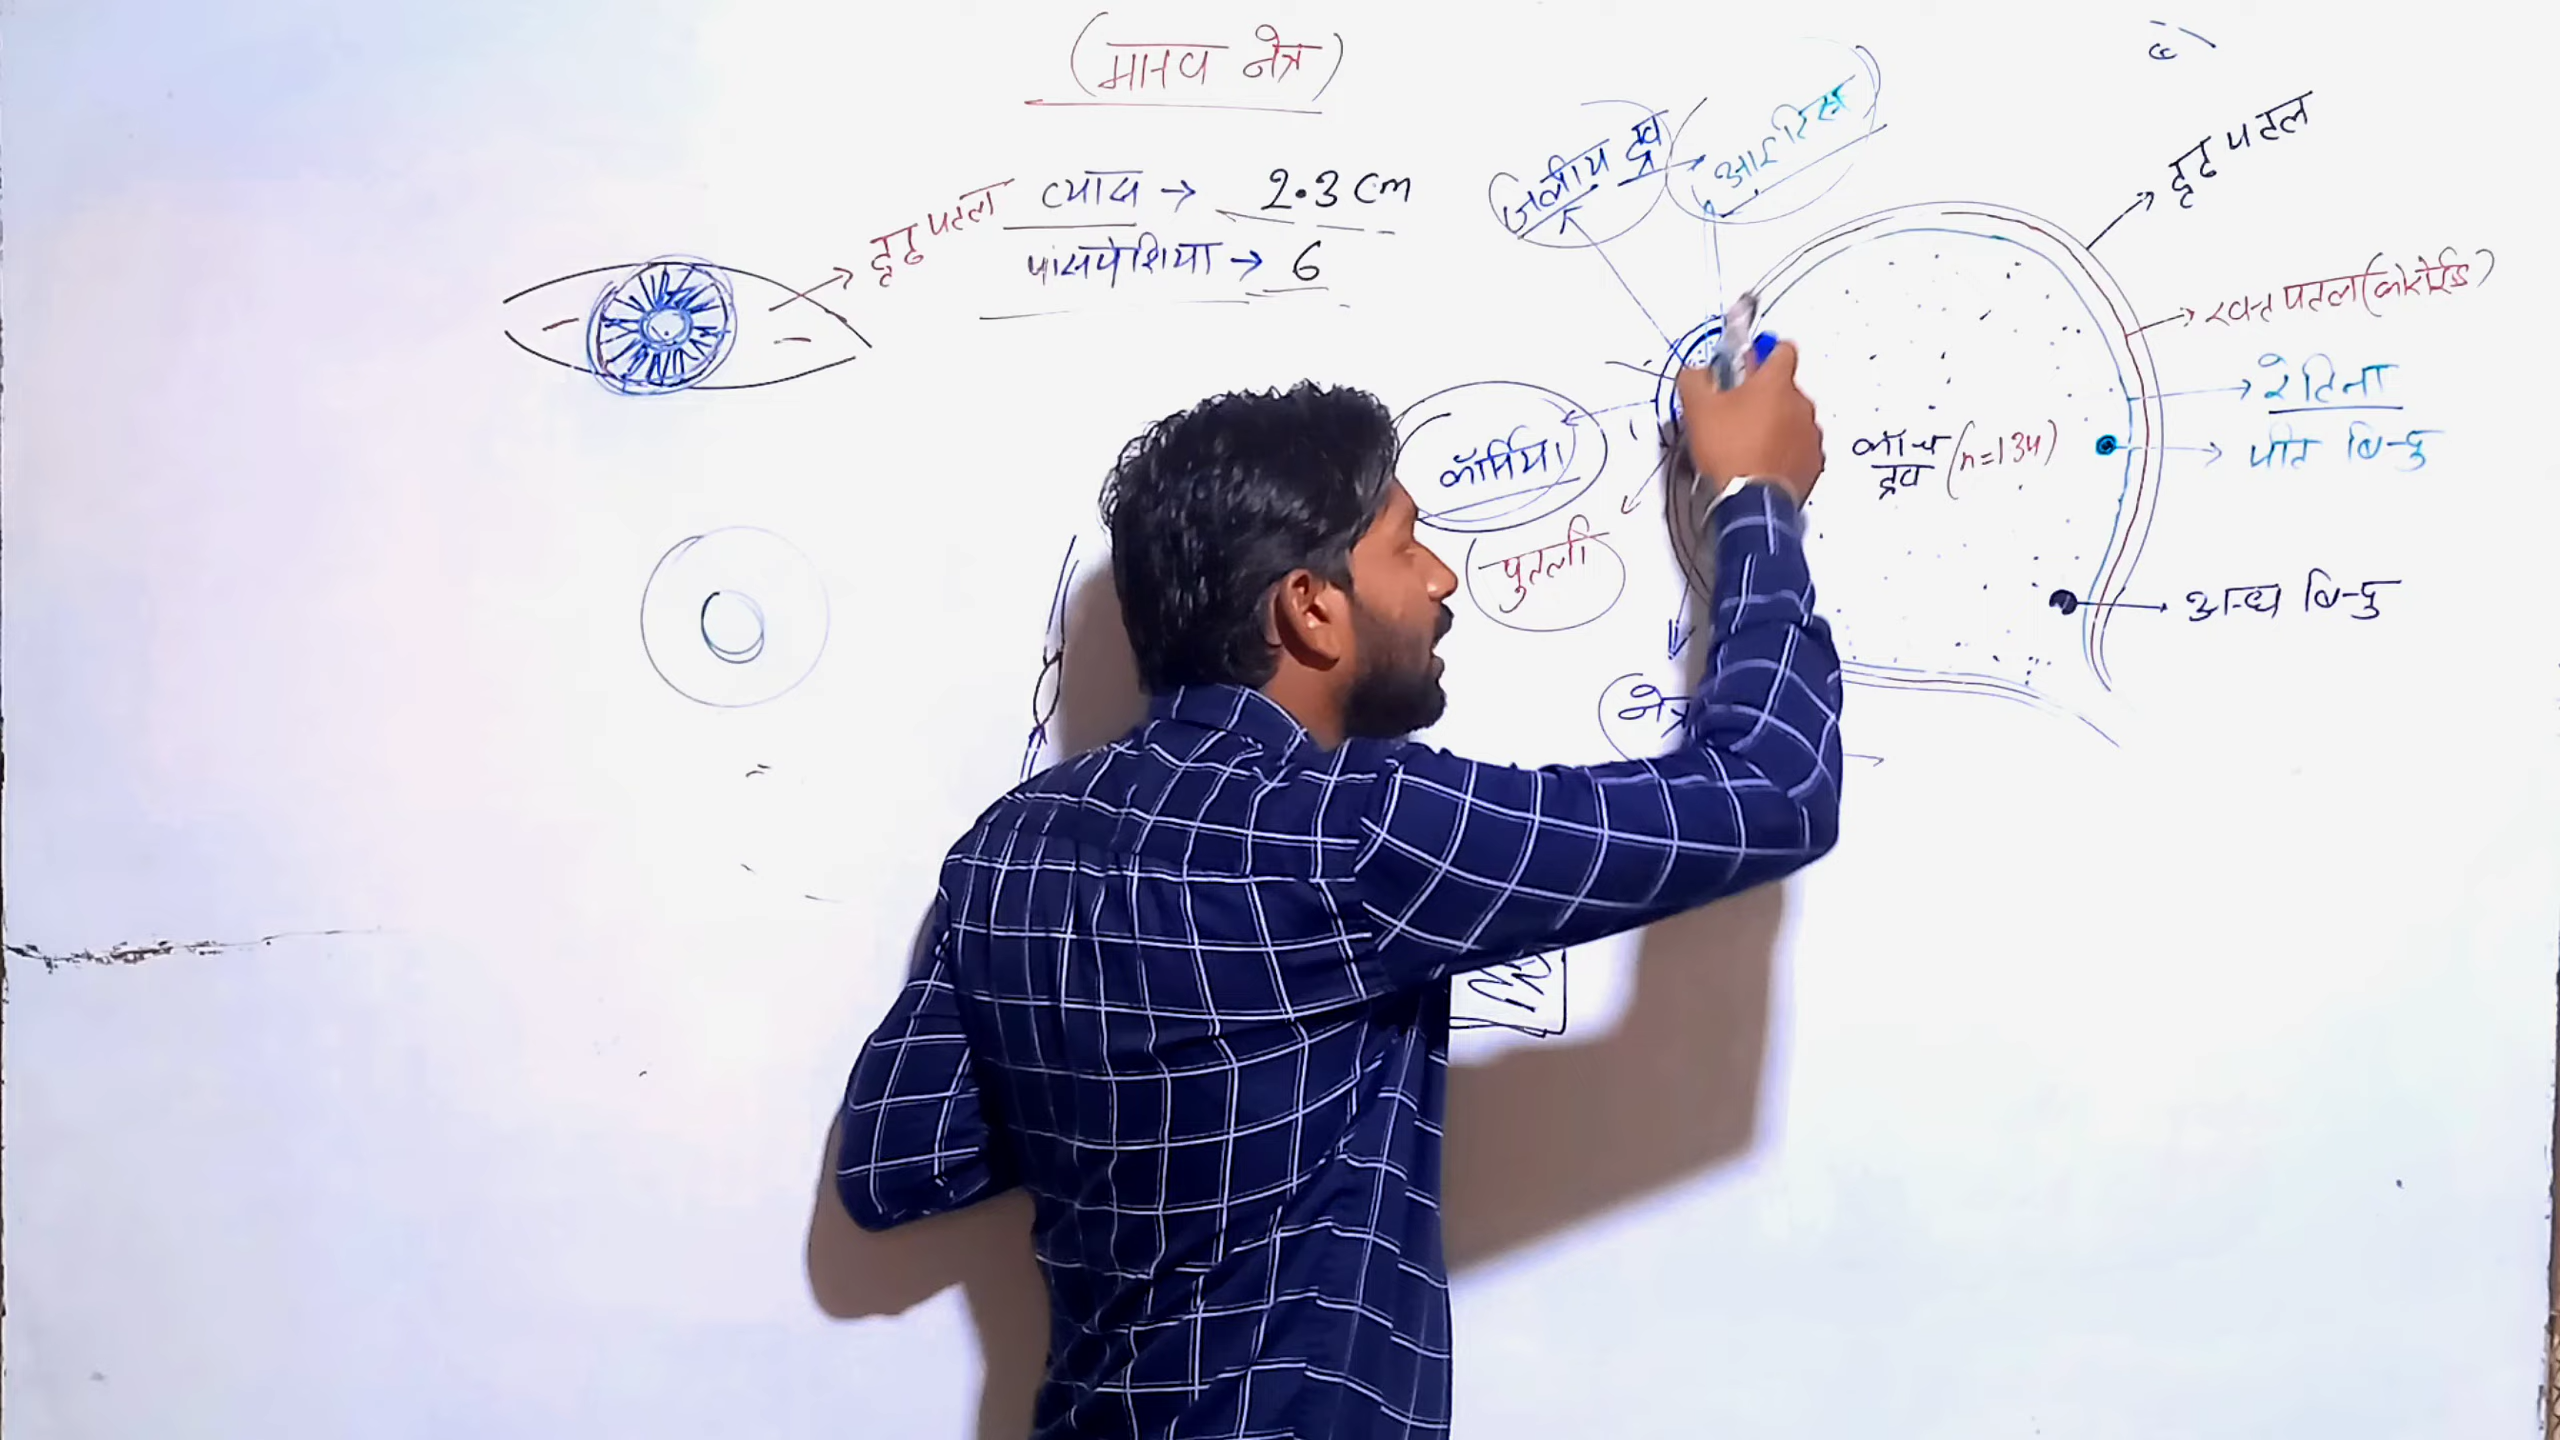 (मानव नेत्र)
व्यास → 2.3 cm
मांसपेशिया → 6
दृढ़ पटल
जलीय द्रव
आइरिस
दृढ़ पटल
रक्त पटल (कोरोइड)
रेटिना
पीत बिन्दु
काँच द्रव (n=1.34)
अन्ध बिन्दु
कॉर्निया
पुतली
नेत्र